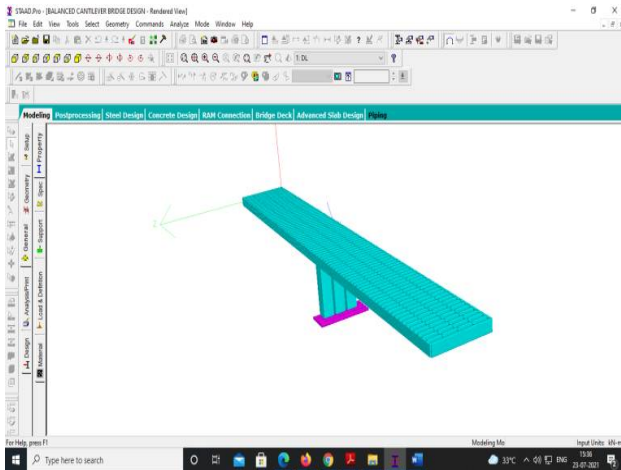 STAAD.Pro - [BALANCED CANTILEVER BRIDGE DESIGN - Rendered View]
File Edit View Tools Select Geometry Commands Analyze Mode Window Help
1: DL
Modeling Postprocessing Steel Design Concrete Design RAM Connection Bridge Deck Advanced Slab Design Piping
Setup
Geometry
General
Analysis/Print
Design
Property
Spec
Support
Load & Definition
Material
For Help, press F1
Modeling Mo
Input Units: kN-m
Type here to search
33°C
ENG
15:36
23-07-2021